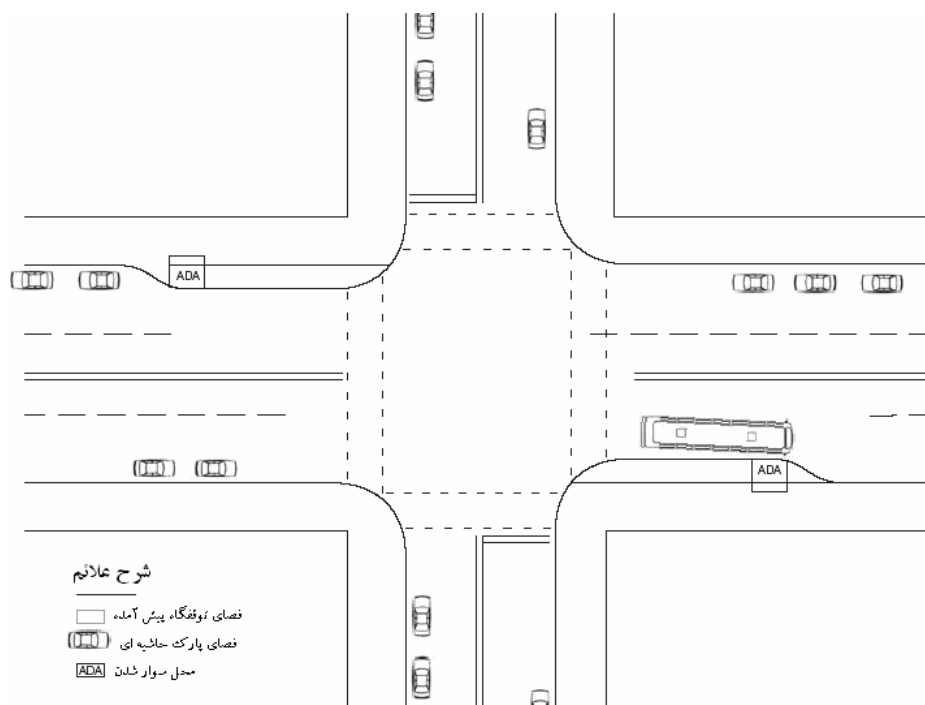 ADA
ADA
شرح علائم
فضای توقفگاه پیش آمده
فضای پارک حاشیه ای
ADA محل سوار شدن